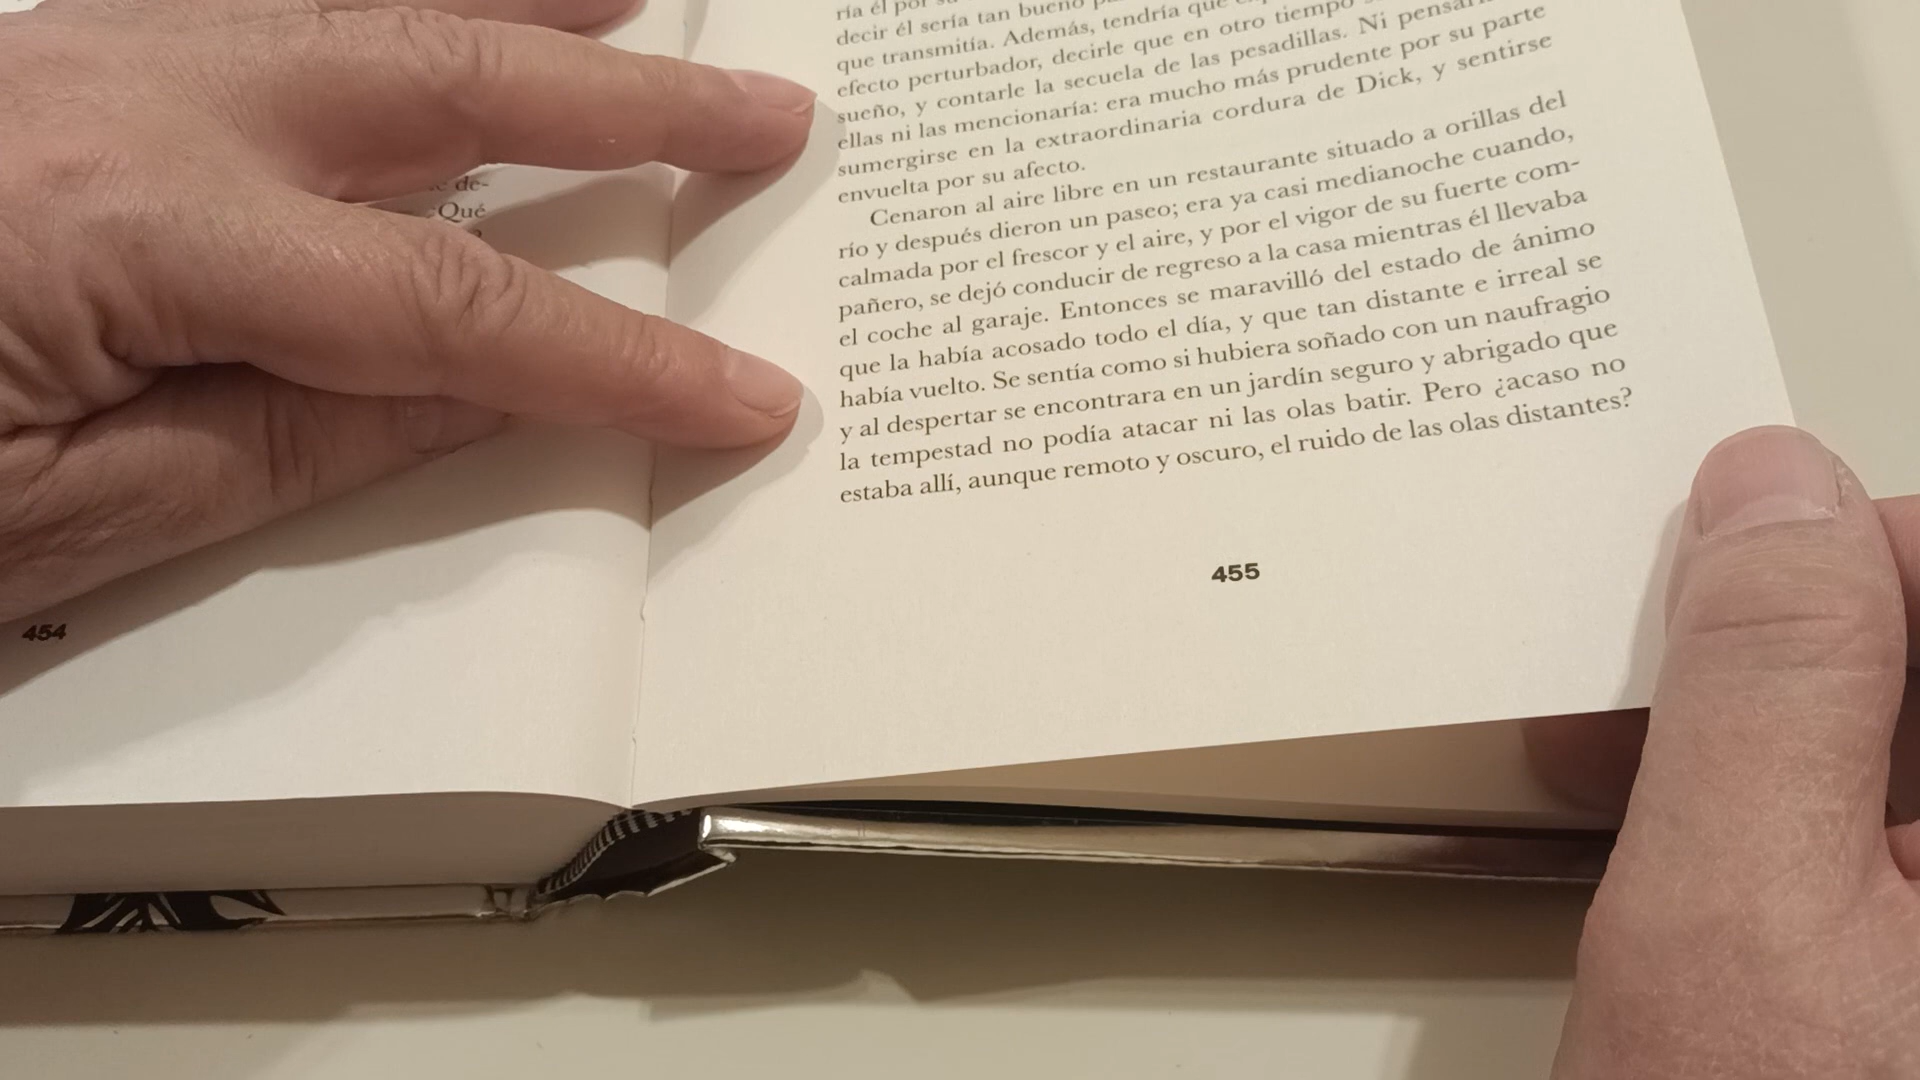 de-
¿Qué
454
ría él por su
decir él sería tan bueno
que transmitía. Además, tendría que
efecto perturbador, decirle que en otro tiempo
sueño, y contarle la secuela de las pesadillas. Ni
ellas ni las mencionaría: era mucho más prudente por su parte
sumergirse en la extraordinaria cordura de Dick, y sentirse
envuelta por su afecto.
Cenaron al aire libre en un restaurante situado a orillas del
río y después dieron un paseo; era ya casi medianoche cuando,
calmada por el frescor y el aire, y por el vigor de su fuerte com-
pañero, se dejó conducir de regreso a la casa mientras él llevaba
el coche al garaje. Entonces se maravilló del estado de ánimo
que la había acosado todo el día, y que tan distante e irreal se
había vuelto. Se sentía como si hubiera soñado con un naufragio
y al despertar se encontrara en un jardín seguro y abrigado que
la tempestad no podía atacar ni las olas batir. Pero ¿acaso no
estaba allí, aunque remoto y oscuro, el ruido de las olas distantes?
455